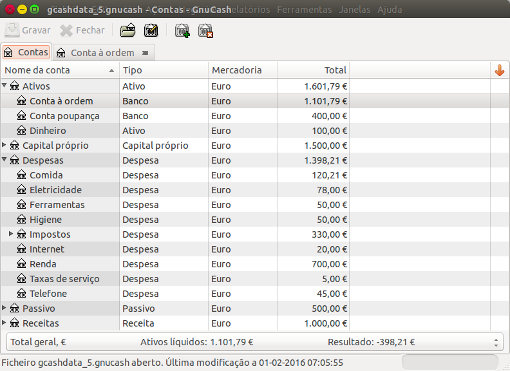 gcashdata_5.gnucash - Contas - GnuCash
Relatórios Ferramentas Janelas Ajuda
Gravar Fechar
Contas Conta à ordem
Nome da conta Tipo Mercadoria Total
Ativos Ativo Euro 1.601,79 €
Conta à ordem Banco Euro 1.101,79 €
Conta poupança Banco Euro 400,00 €
Dinheiro Ativo Euro 100,00 €
Capital próprio Capital próprio Euro 1.500,00 €
Despesas Despesa Euro 1.398,21 €
Comida Despesa Euro 120,21 €
Eletricidade Despesa Euro 78,00 €
Ferramentas Despesa Euro 50,00 €
Higiene Despesa Euro 50,00 €
Impostos Despesa Euro 330,00 €
Internet Despesa Euro 20,00 €
Renda Despesa Euro 700,00 €
Taxas de serviço Despesa Euro 5,00 €
Telefone Despesa Euro 45,00 €
Passivo Passivo Euro 500,00 €
Receitas Receita Euro 1.000,00 €
Total geral, € Ativos líquidos: 1.101,79 € Resultado: -398,21 €
Ficheiro gcashdata_5.gnucash aberto. Última modificação a 01-02-2016 07:05:55